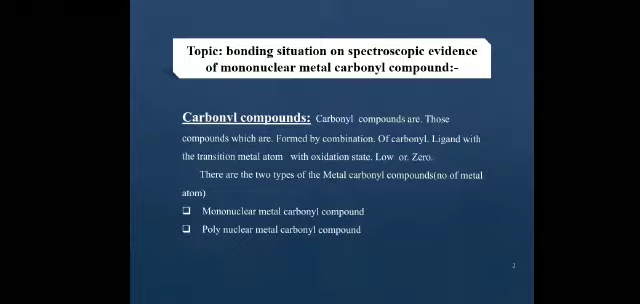 Topic: bonding situation on spectroscopic evidence
of mononuclear metal carbonyl compound:-
Carbonyl compounds: Carbonyl compounds are. Those
compounds which are. Formed by combination. Of carbonyl. Ligand with
the transition metal atom with oxidation state. Low or. Zero.
There are the two types of the Metal carbonyl compounds(no of metal
atom)
❑ Mononuclear metal carbonyl compound
❑ Poly nuclear metal carbonyl compound
2